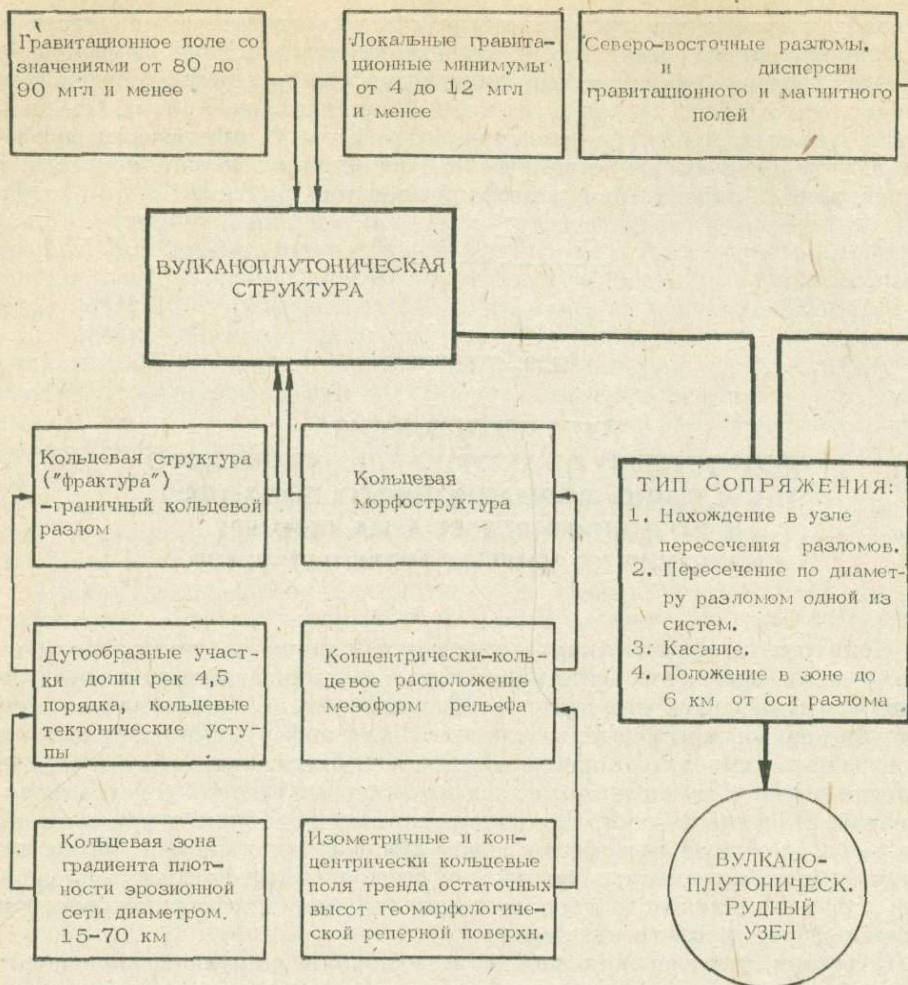 Гравитационное поле со
значениями от 80 до
90 мгл и менее
Локальные гравита-
ционные минимумы
от 4 до 12 мгл
и менее
Северо-восточные разломы,
и дисперсии
гравитационного и магнитного
полей
ВУЛКАНОПЛУТОНИЧЕСКАЯ
СТРУКТУРА
Кольцевая структура
("фрактура")
-граничный кольцевой
разлом
Кольцевая
морфоструктура
ТИП СОПРЯЖЕНИЯ:
1. Нахождение в узле
пересечения разломов.
2. Пересечение по диамет-
ру разломом одной из
систем.
3. Касание.
4. Положение в зоне до
6 км от оси разлома
Дугообразные участ-
ки долин рек 4,5
порядка, кольцевые
тектонические усту-
пы
Концентрически-коль-
цевое расположение
мезоформ рельефа
Кольцевая зона
градиента плот-
ности эрозионной
сети диаметром.
15-70 км
Изометричные и кон-
центрически кольцевые
поля тренда остаточных
высот геоморфологиче-
ской реперной поверхн.
ВУЛКАНО-
ПЛУТОНИЧЕСК.
РУДНЫЙ
УЗЕЛ